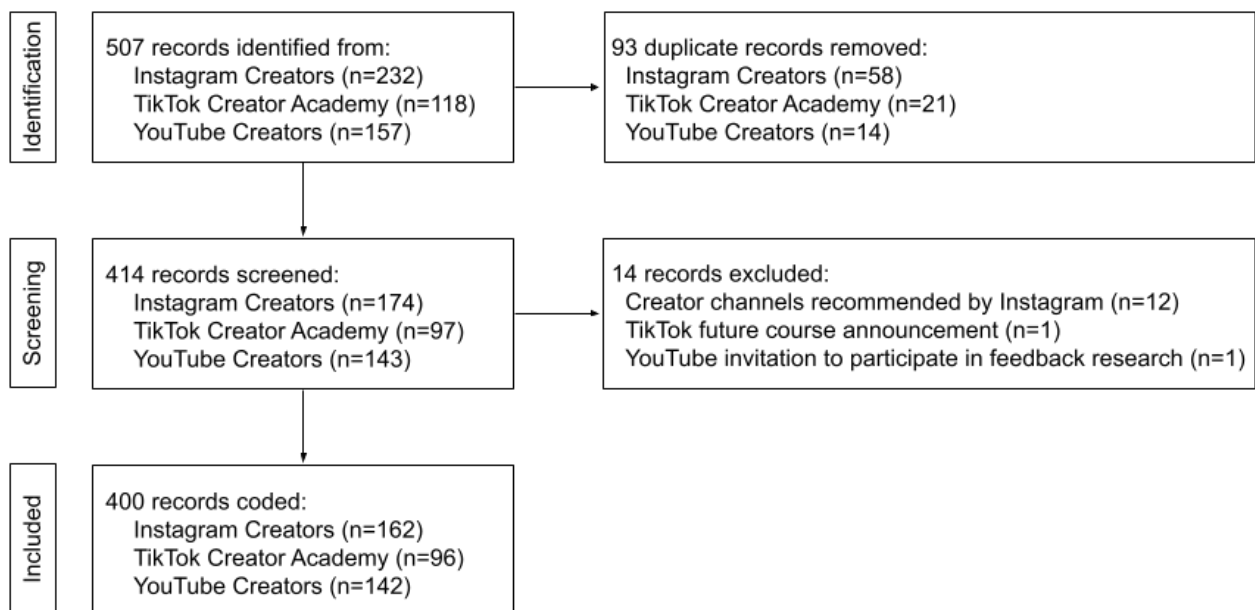 Identification
507 records identified from:
Instagram Creators (n=232)
TikTok Creator Academy (n=118)
YouTube Creators (n=157)
93 duplicate records removed:
Instagram Creators (n=58)
TikTok Creator Academy (n=21)
YouTube Creators (n=14)
Screening
414 records screened:
Instagram Creators (n=174)
TikTok Creator Academy (n=97)
YouTube Creators (n=143)
14 records excluded:
Creator channels recommended by Instagram (n=12)
TikTok future course announcement (n=1)
YouTube invitation to participate in feedback research (n=1)
Included
400 records coded:
Instagram Creators (n=162)
TikTok Creator Academy (n=96)
YouTube Creators (n=142)